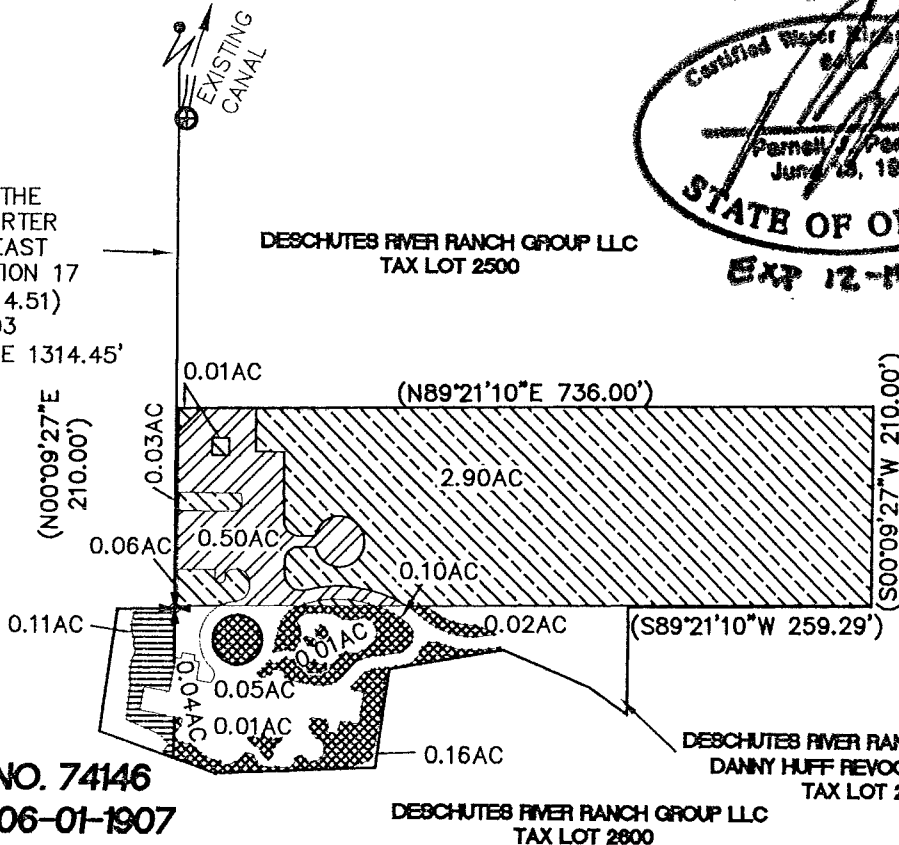 EXISTING
CANAL
Certified Water
Parnell J.
STATE OF
EXP 12-
THE
RTER
EAST
TION 17
4.51)
03
E 1314.45'
DESCHUTES RIVER RANCH GROUP LLC
TAX LOT 2500
0.01AC
(N89°21'10"E 736.00')
(N00°09'27"E
210.00')
0.03AC
2.90AC
(S00°09'27"W 210.00')
0.50AC
0.06AC
0.10AC
0.11AC
0.02AC
(S89°21'10"W 259.29')
0.01AC
0.04AC
0.05AC
0.01AC
0.16AC
DESCHUTES RIVER RAN
DANNY HUFF REVOC
TAX LOT 2
NO. 74146
06-01-1907
DESCHUTES RIVER RANCH GROUP LLC
TAX LOT 2600